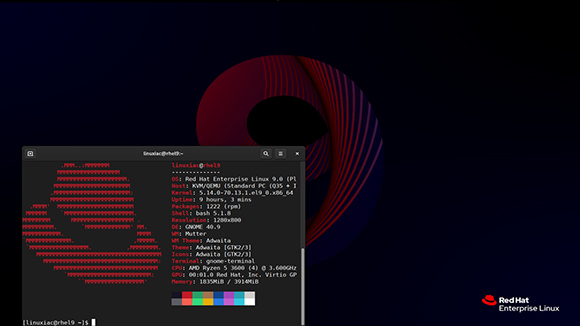 linuxiac@rhel9:~
linuxiac@rhel9
--------------
OS: Red Hat Enterprise Linux 9.0 (Pl
Host: KVM/QEMU (Standard PC (Q35 + I
Kernel: 5.14.0-70.13.1.el9_0.x86_64
Uptime: 9 hours, 3 mins
Packages: 1222 (rpm)
Shell: bash 5.1.8
Resolution: 1280x800
DE: GNOME 40.9
WM: Mutter
WM Theme: Adwaita
Theme: Adwaita [GTK2/3]
Icons: Adwaita [GTK2/3]
Terminal: gnome-terminal
CPU: AMD Ryzen 5 3600 (4) @ 3.600GHz
GPU: 00:01.0 Red Hat, Inc. Virtio GP
Memory: 1835MiB / 3914MiB
[linuxiac@rhel9 ~]$
Red Hat
Enterprise Linux